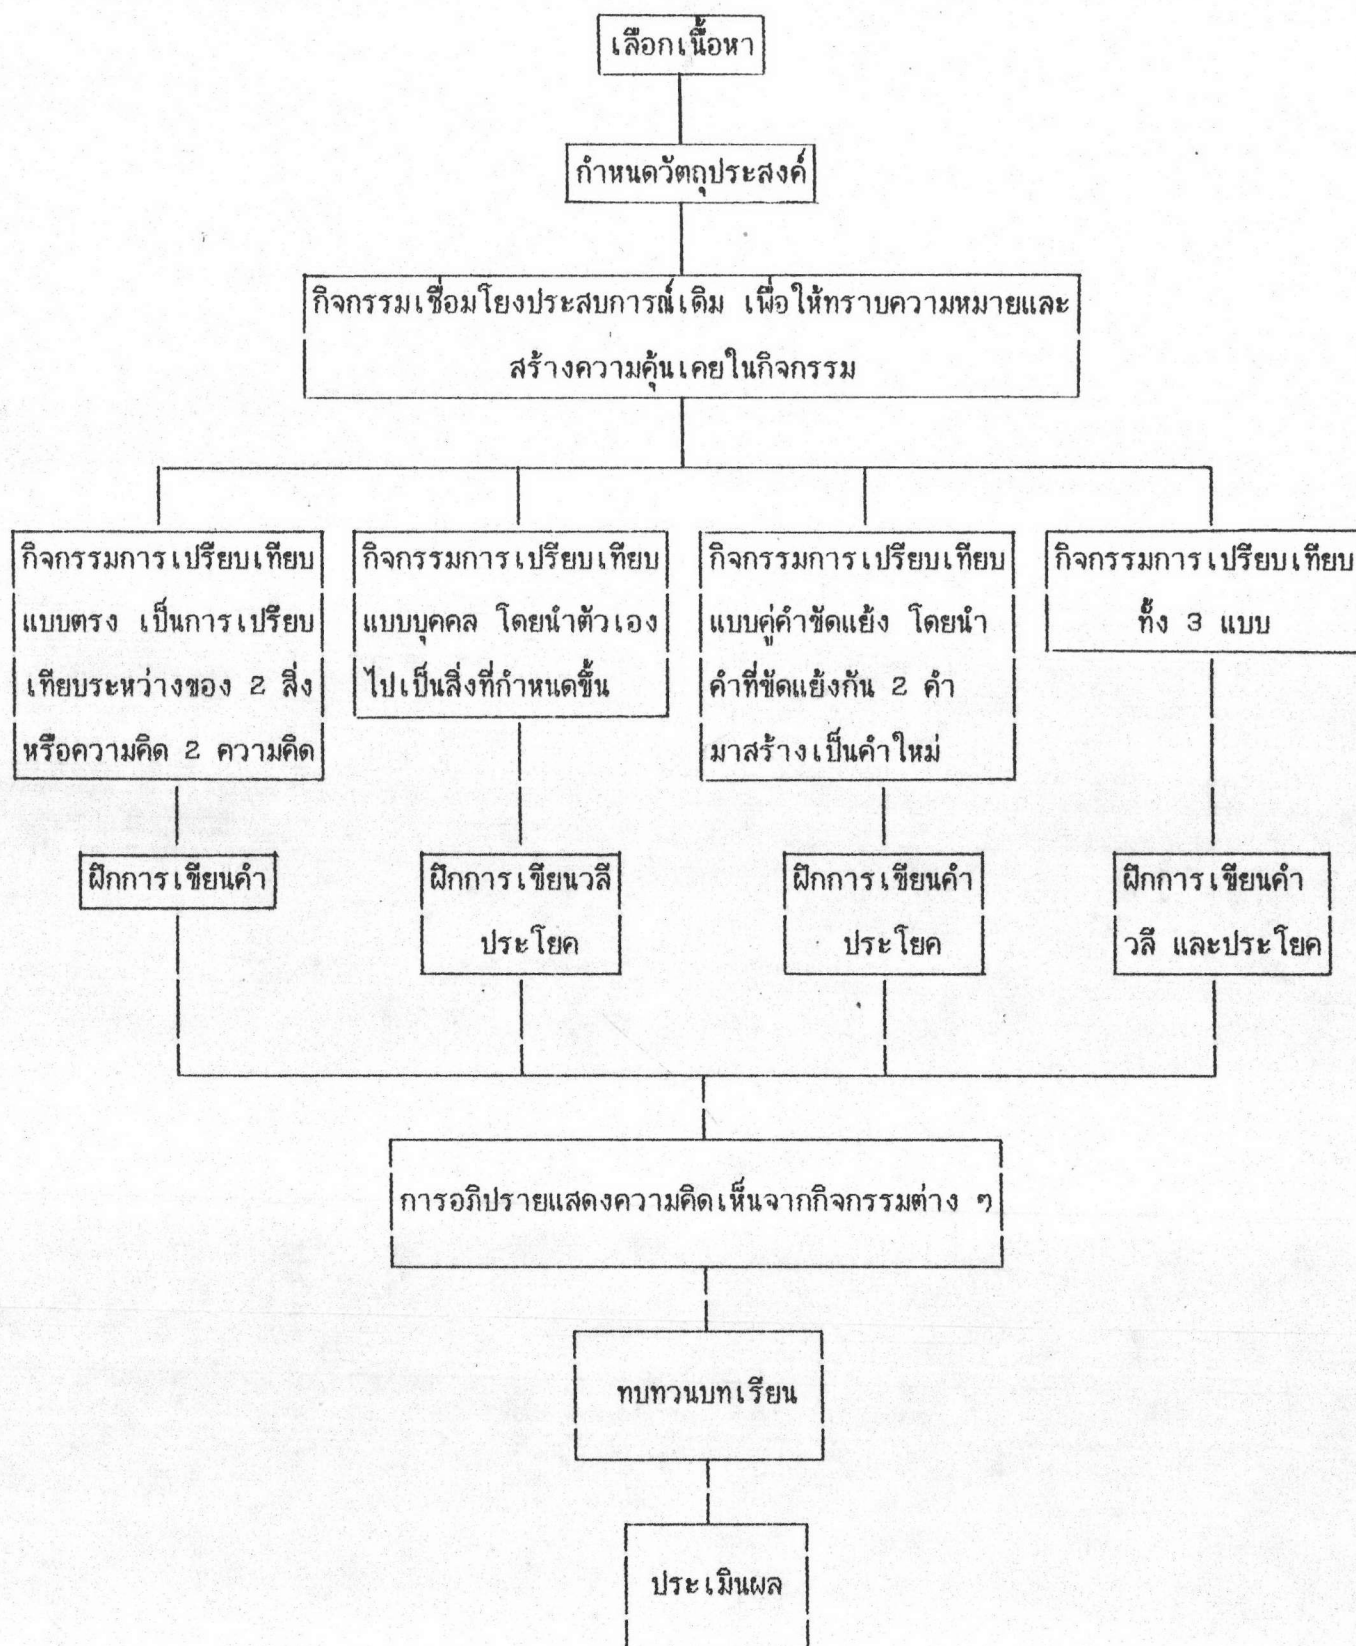 เลือกเนื้อหา
กำหนดวัตถุประสงค์
กิจกรรมเชื่อมโยงประสบการณ์เดิม เพื่อให้ทราบความหมายและ
สร้างความคุ้นเคยในกิจกรรม
กิจกรรมการเปรียบเทียบ
แบบตรง เป็นการเปรียบ
เทียบระหว่างของ 2 สิ่ง
หรือความคิด 2 ความคิด
กิจกรรมการเปรียบเทียบ
แบบบุคคล โดยนำตัวเอง
ไปเป็นสิ่งที่กำหนดขึ้น
กิจกรรมการเปรียบเทียบ
แบบคู่คำขัดแย้ง โดยนำ
คำที่ขัดแย้งกัน 2 คำ
มาสร้างเป็นคำใหม่
กิจกรรมการเปรียบเทียบ
ทั้ง 3 แบบ
ฝึกการเขียนคำ
ฝึกการเขียนวลี
ประโยค
ฝึกการเขียนคำ
ประโยค
ฝึกการเขียนคำ
วลี และประโยค
การอภิปรายแสดงความคิดเห็นจากกิจกรรมต่าง ๆ
ทบทวนบทเรียน
ประเมินผล